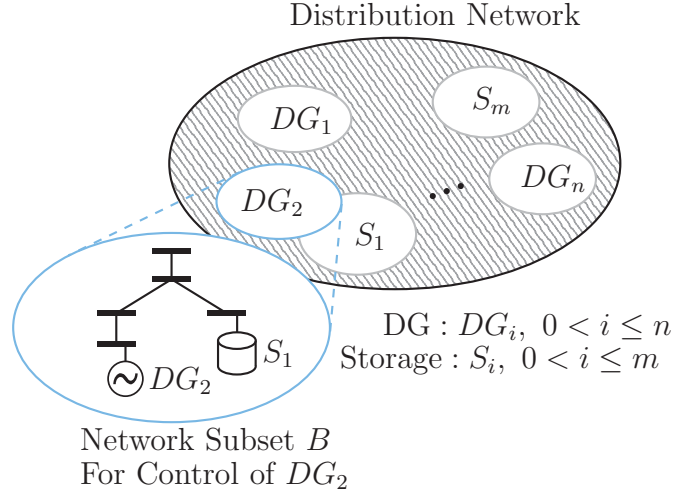 Distribution Network
DG₁
Sₘ
DGₙ
DG₂
S₁
S₁
DG₂
DG : DGᵢ, 0 < i ≤ n
Storage : Sᵢ, 0 < i ≤ m
Network Subset B
For Control of DG₂